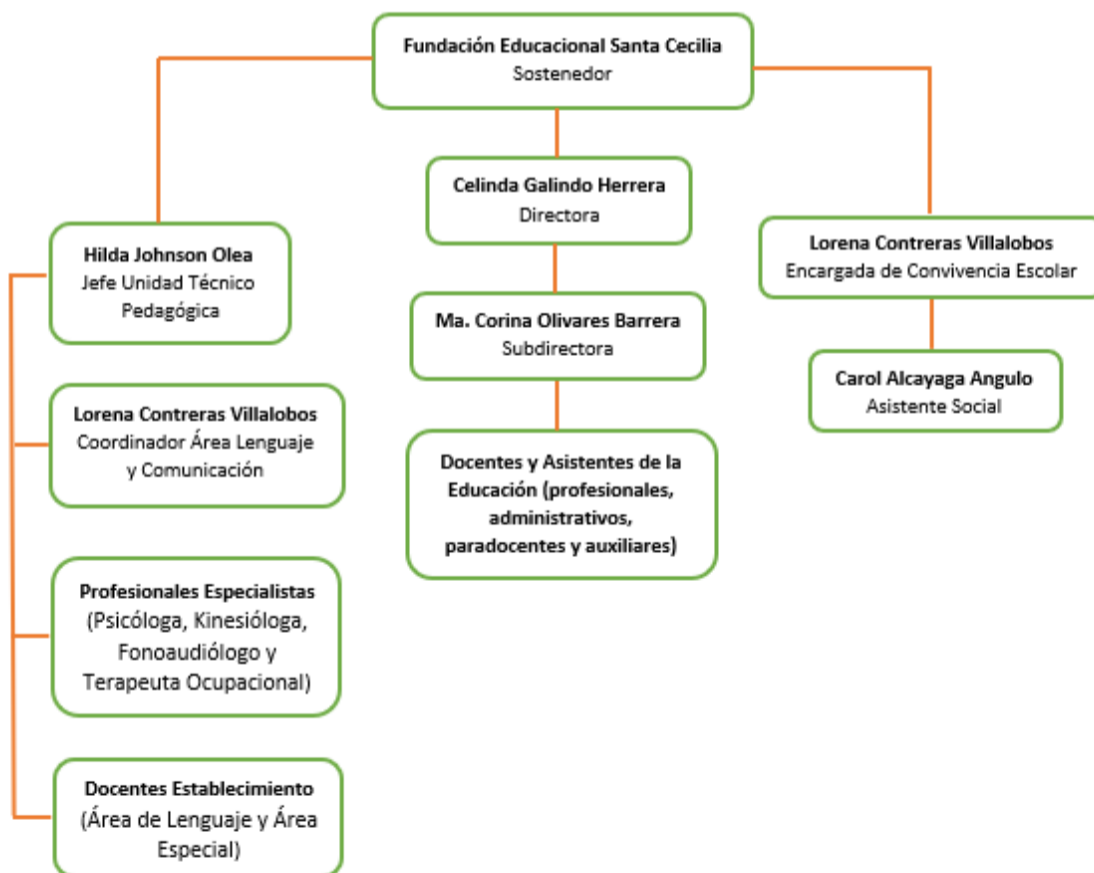 Fundación Educacional Santa Cecilia
Sostenedor
Celinda Galindo Herrera
Directora
Hilda Johnson Olea
Jefe Unidad Técnico
Pedagógica
Lorena Contreras Villalobos
Encargada de Convivencia Escolar
Ma. Corina Olivares Barrera
Subdirectora
Carol Alcayaga Angulo
Asistente Social
Lorena Contreras Villalobos
Coordinador Área Lenguaje
y Comunicación
Docentes y Asistentes de la
Educación (profesionales,
administrativos,
paradocentes y auxiliares)
Profesionales Especialistas
(Psicóloga, Kinesióloga,
Fonoaudiólogo y
Terapeuta Ocupacional)
Docentes Establecimiento
(Área de Lenguaje y Área
Especial)